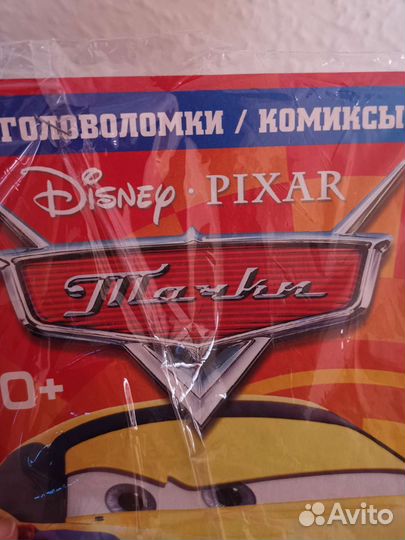 ГОЛОВОЛОМКИ / КОМИКСЫ
DISNEY · PIXAR
Тачки
0+
Avito